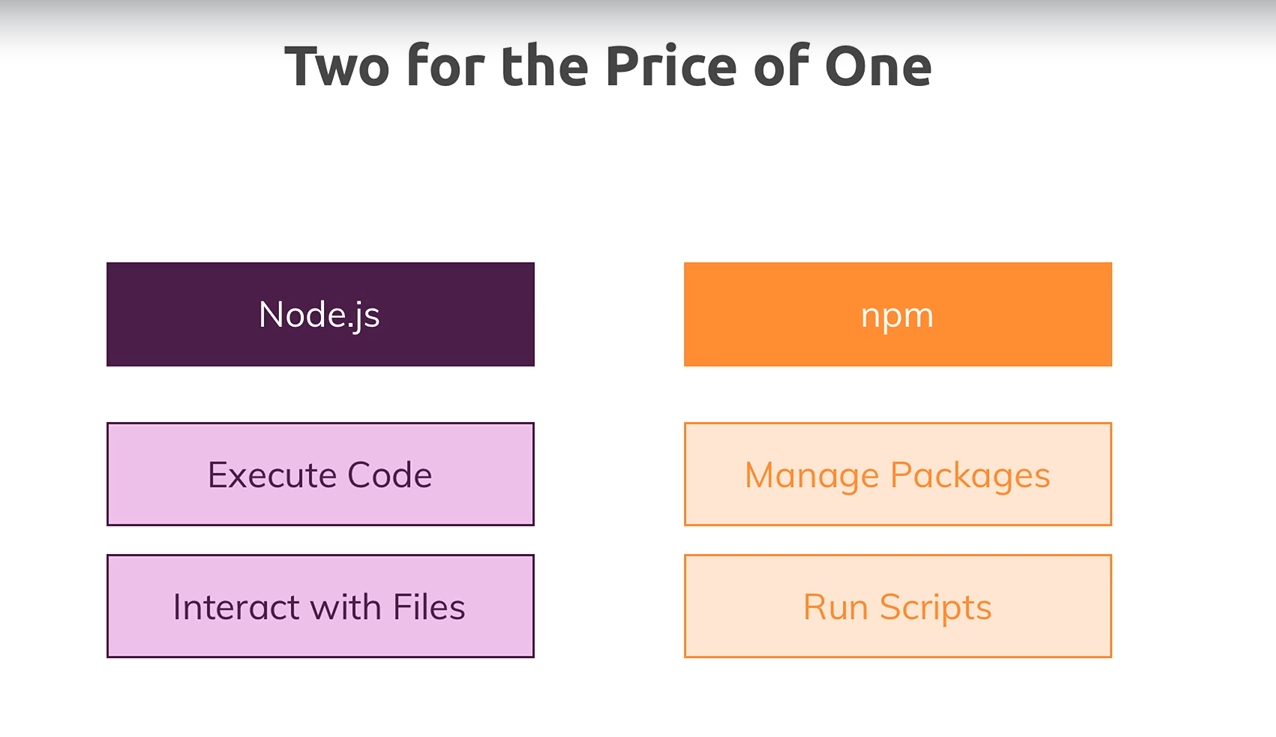 Two for the Price of One
Node.js
npm
Execute Code
Manage Packages
Interact with Files
Run Scripts